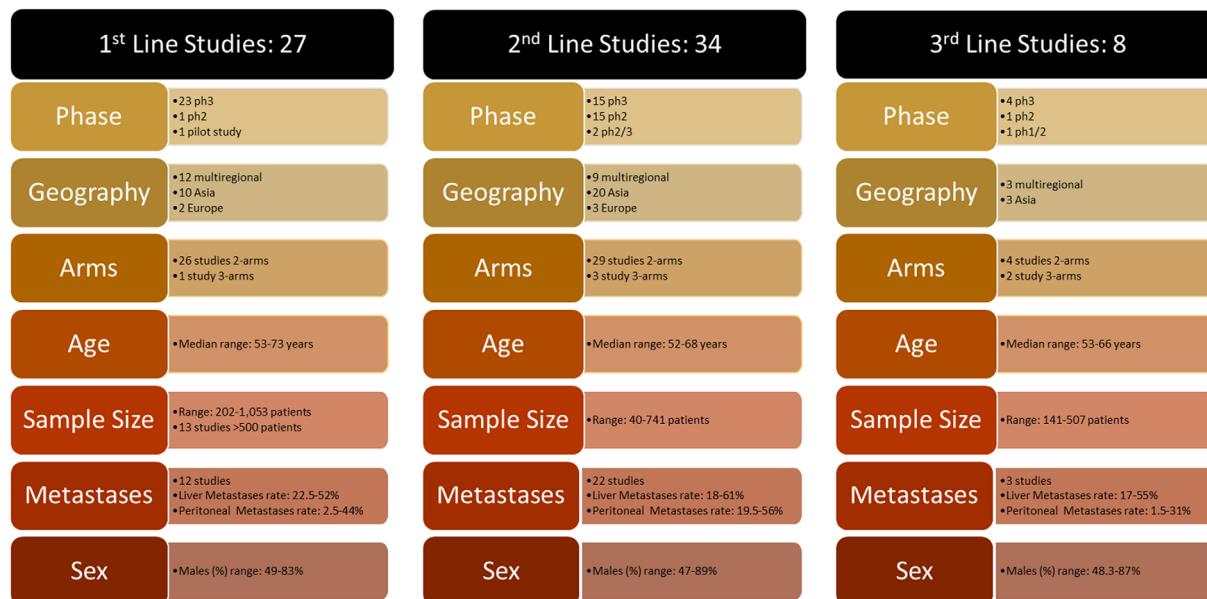 1st Line Studies: 27
Phase
•23 ph3
•1 ph2
•1 pilot study
Geography
•12 multiregional
•10 Asia
•2 Europe
Arms
•26 studies 2-arms
•1 study 3-arms
Age
•Median range: 53-73 years
Sample Size
•Range: 202-1,053 patients
•13 studies >500 patients
Metastases
•12 studies
•Liver Metastases rate: 22.5-52%
•Peritoneal Metastases rate: 2.5-44%
Sex
•Males (%) range: 49-83%
2nd Line Studies: 34
Phase
•15 ph3
•15 ph2
•2 ph2/3
Geography
•9 multiregional
•20 Asia
•3 Europe
Arms
•29 studies 2-arms
•3 study 3-arms
Age
•Median range: 52-68 years
Sample Size
•Range: 40-741 patients
Metastases
•22 studies
•Liver Metastases rate: 18-61%
•Peritoneal Metastases rate: 19.5-56%
Sex
•Males (%) range: 47-89%
3rd Line Studies: 8
Phase
•4 ph3
•1 ph2
•1 ph1/2
Geography
•3 multiregional
•3 Asia
Arms
•4 studies 2-arms
•2 study 3-arms
Age
•Median range: 53-66 years
Sample Size
•Range: 141-507 patients
Metastases
•3 studies
•Liver Metastases rate: 17-55%
•Peritoneal Metastases rate: 1.5-31%
Sex
•Males (%) range: 48.3-87%